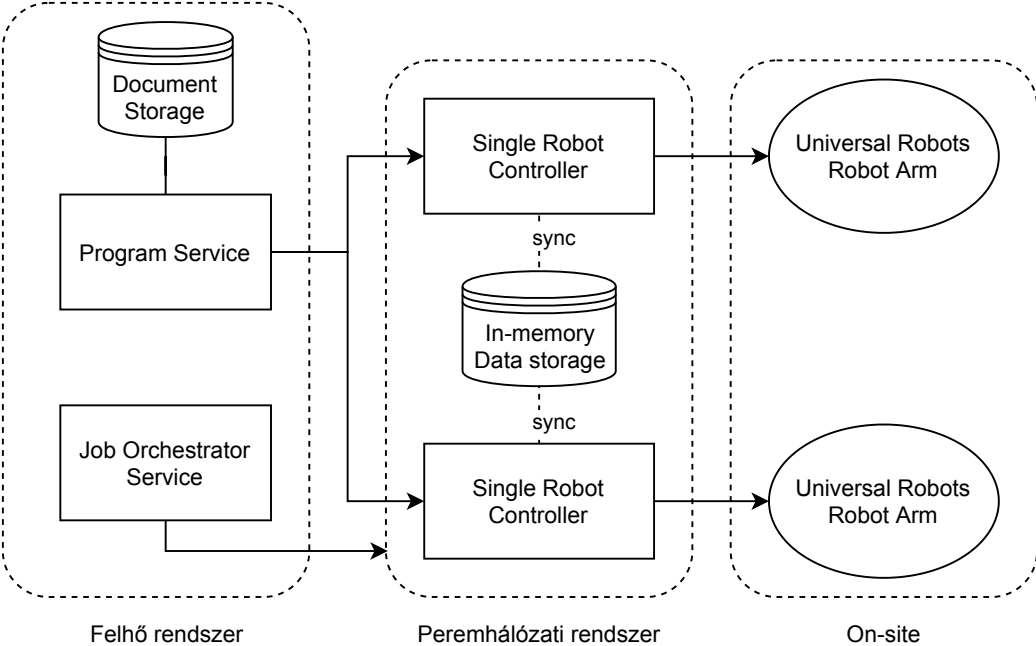 Document
Storage
Program Service
Job Orchestrator
Service
Felhő rendszer
Single Robot
Controller
sync
In-memory
Data storage
sync
Single Robot
Controller
Peremhálózati rendszer
Universal Robots
Robot Arm
Universal Robots
Robot Arm
On-site